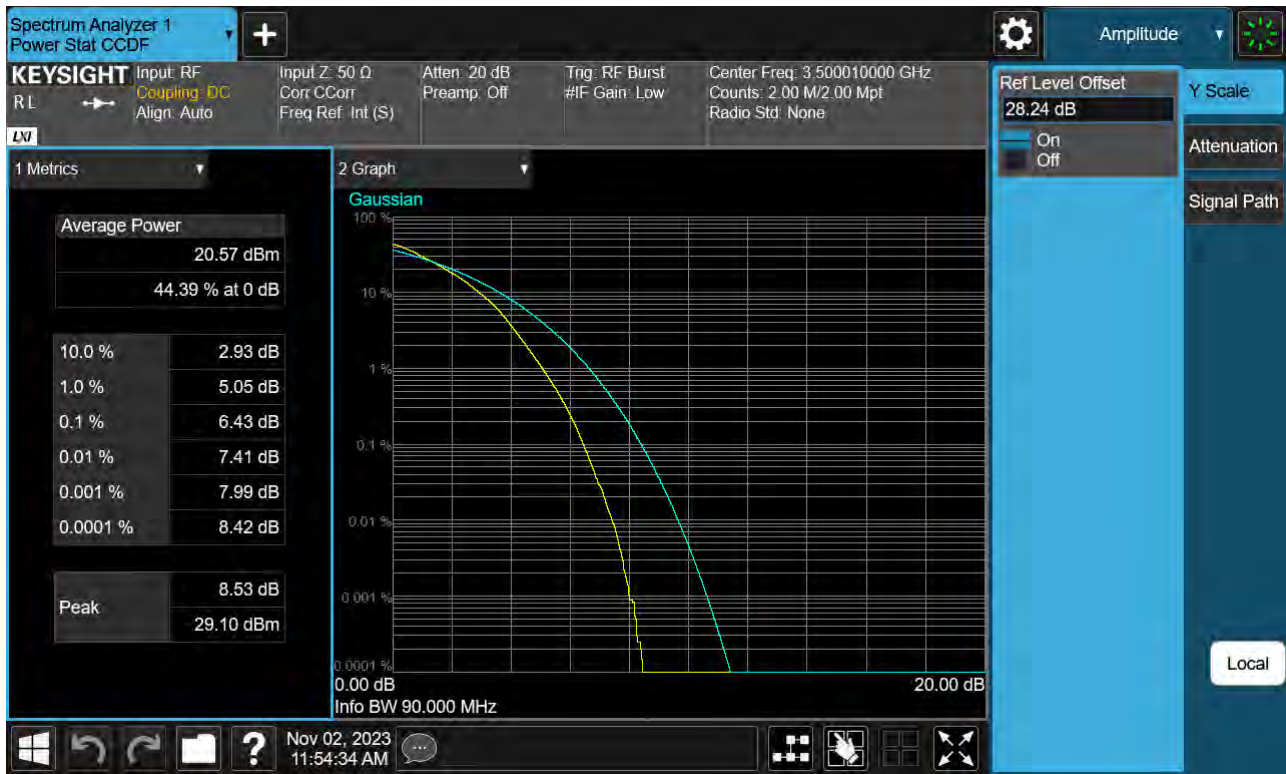 Spectrum Analyzer 1
Power Stat CCDF
+
Amplitude
KEYSIGHT
RL
LXI
Input: RF
Coupling: DC
Align: Auto
Input Z: 50 Ω
Corr CCorr
Freq Ref: Int (S)
Atten: 20 dB
Preamp: Off
Trig: RF Burst
#IF Gain: Low
Center Freq: 3.500010000 GHz
Counts: 2.00 M/2.00 Mpt
Radio Std: None
Ref Level Offset
28.24 dB
On
Off
Y Scale
Attenuation
Signal Path
Local
1 Metrics
Average Power
20.57 dBm
44.39 % at 0 dB
10.0 % 2.93 dB
1.0 % 5.05 dB
0.1 % 6.43 dB
0.01 % 7.41 dB
0.001 % 7.99 dB
0.0001 % 8.42 dB
Peak
8.53 dB
29.10 dBm
2 Graph
Gaussian
100 %
10 %
1 %
0.1 %
0.01 %
0.001 %
0.0001 %
0.00 dB 20.00 dB
Info BW 90.000 MHz
?
Nov 02, 2023
11:54:34 AM